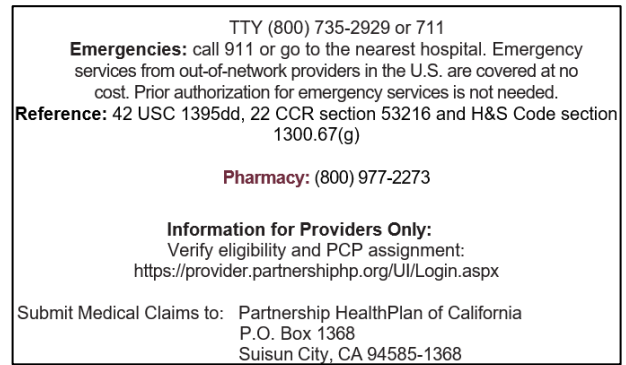 TTY (800) 735-2929 or 711
Emergencies: call 911 or go to the nearest hospital. Emergency
services from out-of-network providers in the U.S. are covered at no
cost. Prior authorization for emergency services is not needed.
Reference: 42 USC 1395dd, 22 CCR section 53216 and H&S Code section
1300.67(g)
Pharmacy: (800) 977-2273
Information for Providers Only:
Verify eligibility and PCP assignment:
https://provider.partnershiphp.org/UI/Login.aspx
Submit Medical Claims to: Partnership HealthPlan of California
P.O. Box 1368
Suisun City, CA 94585-1368